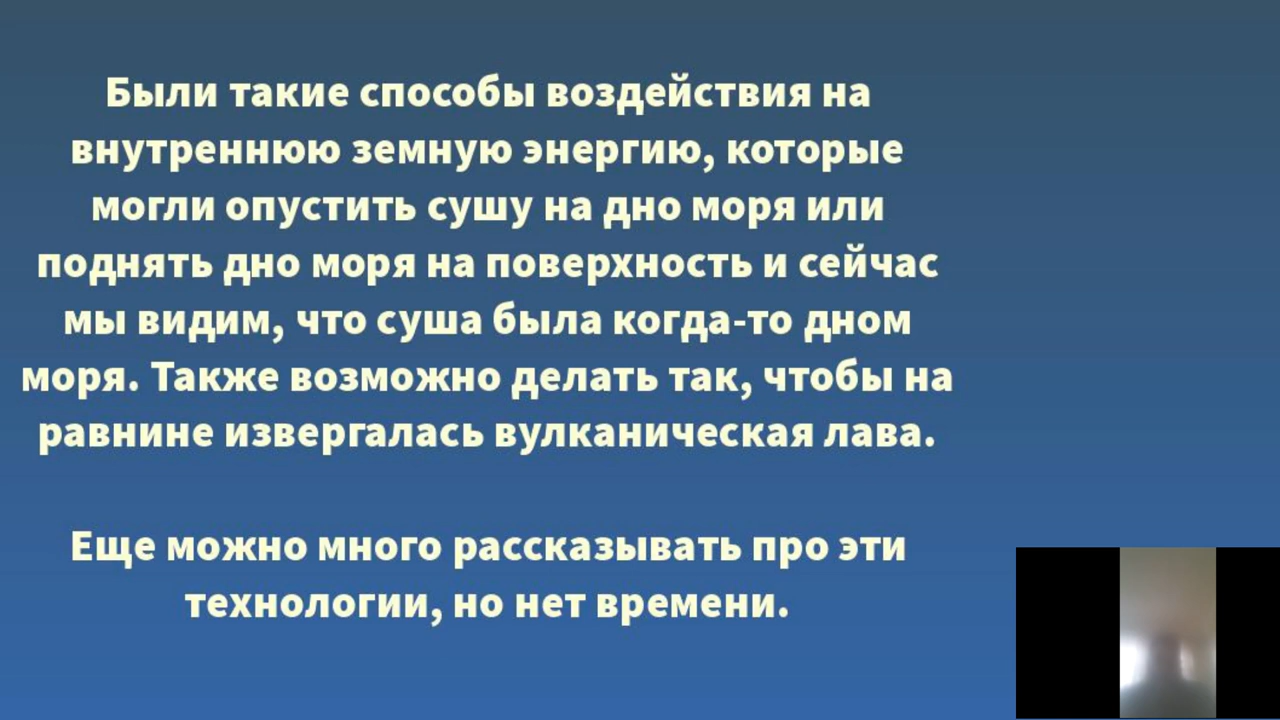 Были такие способы воздействия на
внутреннюю земную энергию, которые
могли опустить сушу на дно моря или
поднять дно моря на поверхность и сейчас
мы видим, что суша была когда-то дном
моря. Также возможно делать так, чтобы на
равнине извергалась вулканическая лава.
Еще можно много рассказывать про эти
технологии, но нет времени.